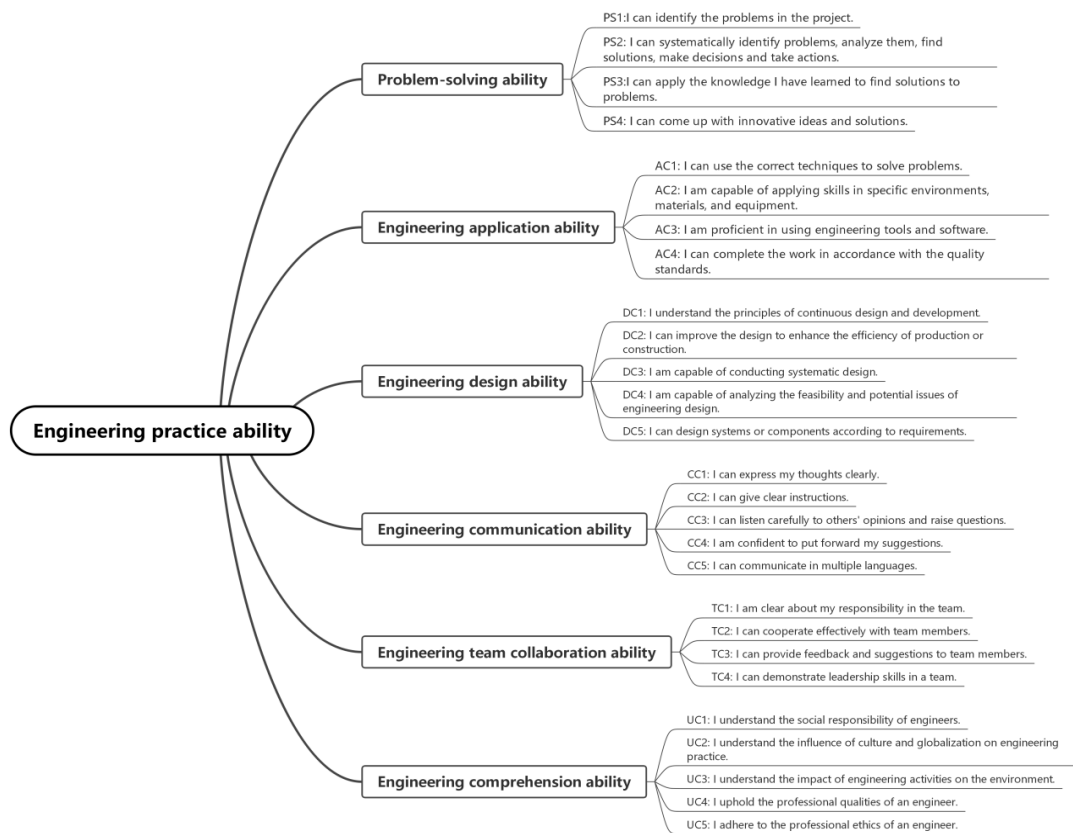 PS1:I can identify the problems in the project.
PS2: I can systematically identify problems, analyze them, find
solutions, make decisions and take actions.
Problem-solving ability
PS3:I can apply the knowledge I have learned to find solutions to
problems.
PS4: I can come up with innovative ideas and solutions.
AC1: I can use the correct techniques to solve problems.
AC2: I am capable of applying skills in specific environments,
materials, and equipment.
Engineering application ability
AC3: I am proficient in using engineering tools and software.
AC4: I can complete the work in accordance with the quality
standards.
DC1: I understand the principles of continuous design and development.
DC2: I can improve the design to enhance the efficiency of production or
construction.
Engineering design ability
DC3: I am capable of conducting systematic design.
DC4: I am capable of analyzing the feasibility and potential issues of
engineering design.
DC5: I can design systems or components according to requirements.
Engineering practice ability
CC1: I can express my thoughts clearly.
CC2: I can give clear instructions.
Engineering communication ability
CC3: I can listen carefully to others' opinions and raise questions.
CC4: I am confident to put forward my suggestions.
CC5: I can communicate in multiple languages.
TC1: I am clear about my responsibility in the team.
TC2: I can cooperate effectively with team members.
Engineering team collaboration ability
TC3: I can provide feedback and suggestions to team members.
TC4: I can demonstrate leadership skills in a team.
UC1: I understand the social responsibility of engineers.
UC2: I understand the influence of culture and globalization on engineering
practice.
Engineering comprehension ability
UC3: I understand the impact of engineering activities on the environment.
UC4: I uphold the professional qualities of an engineer.
UC5: I adhere to the professional ethics of an engineer.